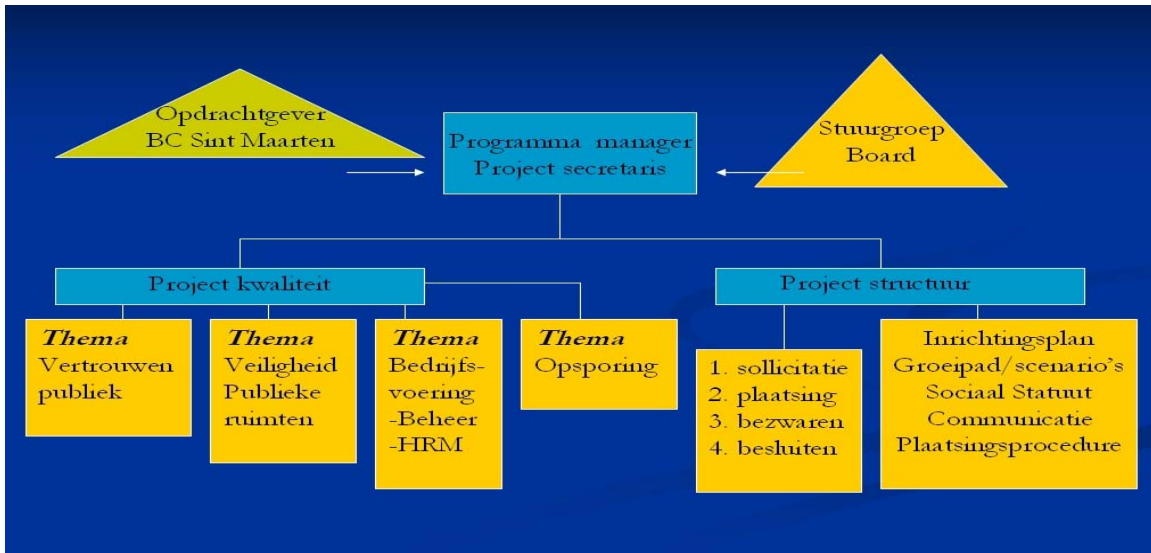 Opdrachtgever
BC Sint Maarten
Programma manager
Project secretaris
Stuurgroep
Board
Project kwaliteit
Project structuur
Thema
Vertrouwen
publiek
Thema
Veiligheid
Publieke
ruimten
Thema
Bedrijfs-
voering
-Beheer
-HRM
Thema
Opsporing
1. sollicitatie
2. plaatsing
3. bezwaren
4. besluiten
Inrichtingsplan
Groeipad/scenario's
Sociaal Statuut
Communicatie
Plaatsingsprocedure